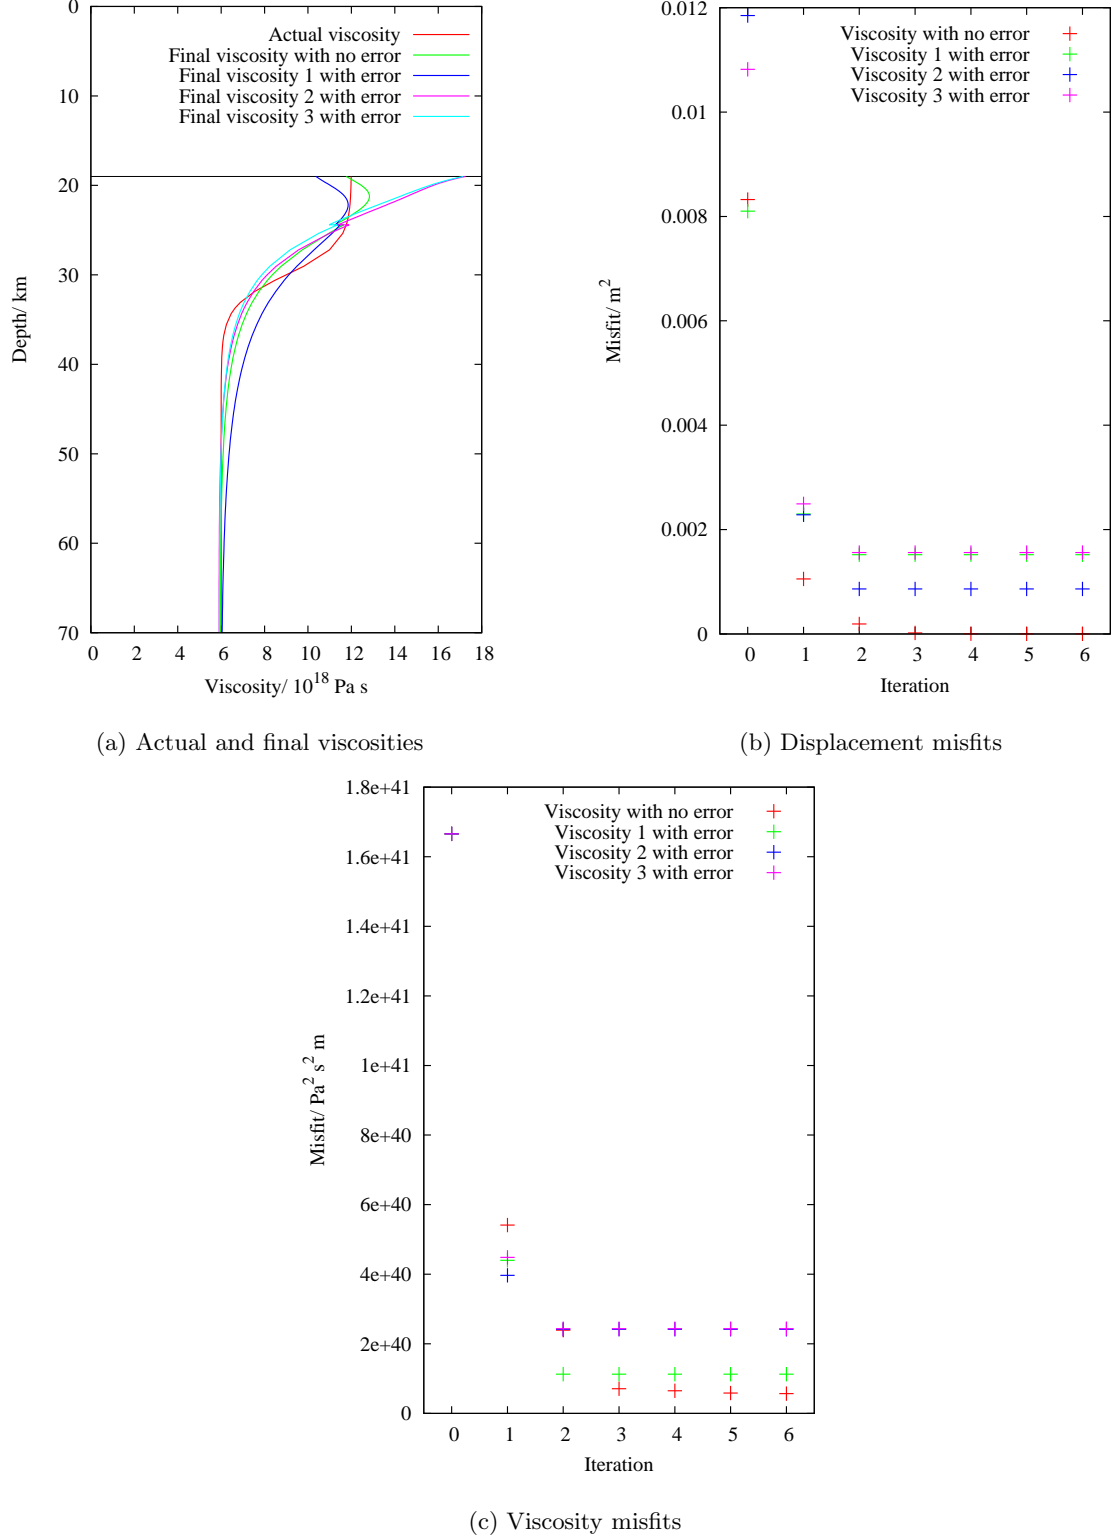 0
10
20
30
40
50
60
70
0 2 4 6 8 10 12 14 16 18
Depth/ km
Viscosity/ 10^18 Pa s
Actual viscosity
Final viscosity with no error
Final viscosity 1 with error
Final viscosity 2 with error
Final viscosity 3 with error
(a) Actual and final viscosities
0.012
0.01
0.008
0.006
0.004
0.002
0
0 1 2 3 4 5 6
Misfit/ m^2
Iteration
Viscosity with no error
Viscosity 1 with error
Viscosity 2 with error
Viscosity 3 with error
(b) Displacement misfits
1.8e+41
1.6e+41
1.4e+41
1.2e+41
1e+41
8e+40
6e+40
4e+40
2e+40
0
0 1 2 3 4 5 6
Misfit/ Pa^2 s^2 m
Iteration
Viscosity with no error
Viscosity 1 with error
Viscosity 2 with error
Viscosity 3 with error
(c) Viscosity misfits